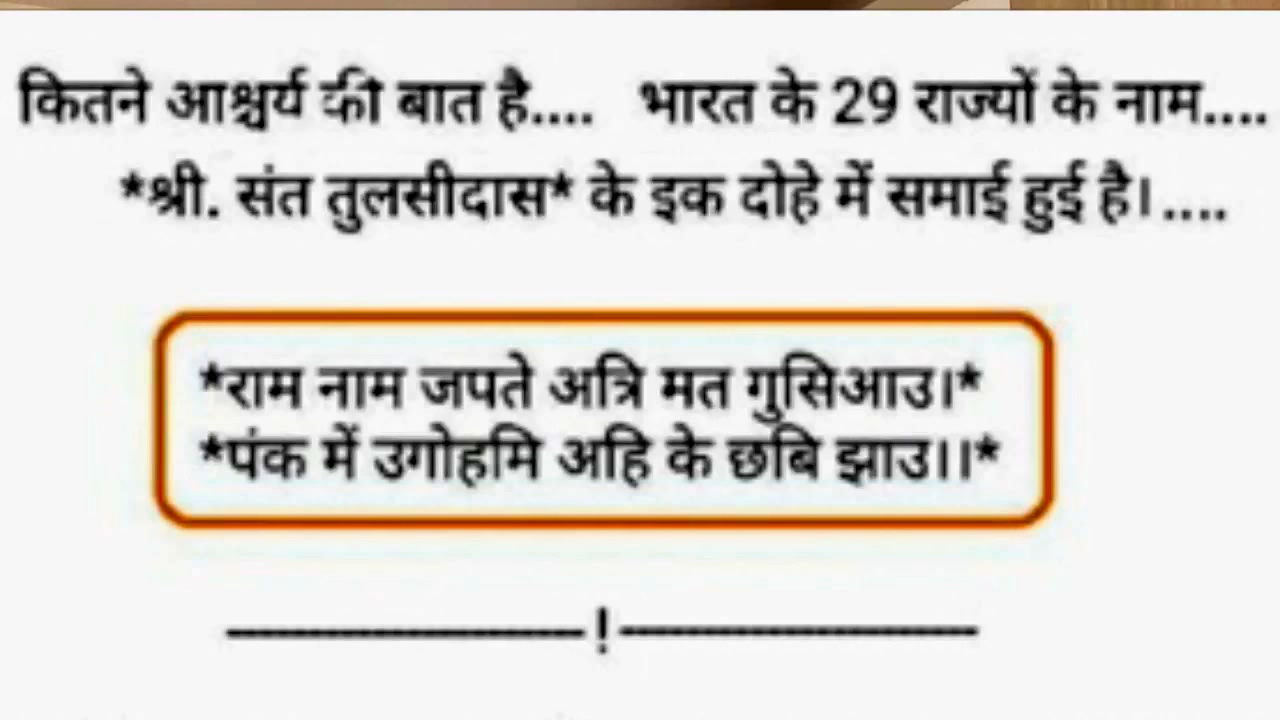 कितने आश्चर्य की बात है.... भारत के 29 राज्यों के नाम....
*श्री. संत तुलसीदास* के इक दोहे में समाई हुई है।....
*राम नाम जपते अत्रि मत गुसिआउ।*
*पंक में उगोहमि अहि के छबि झाउ।।*
----------------------!----------------------